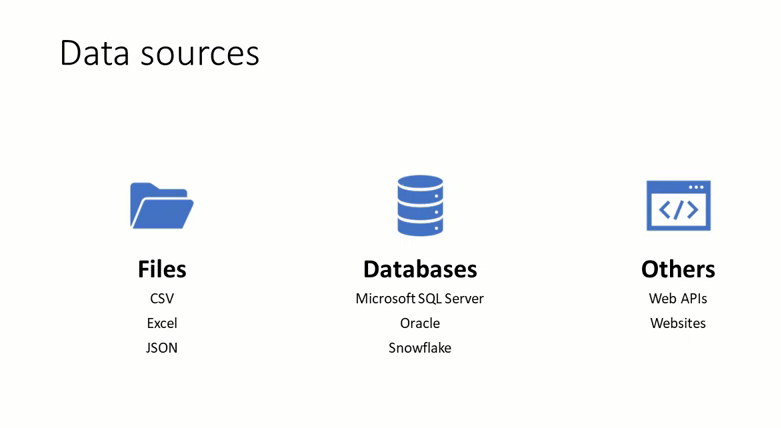 Data sources
Files
CSV
Excel
JSON
Databases
Microsoft SQL Server
Oracle
Snowflake
Others
Web APIs
Websites